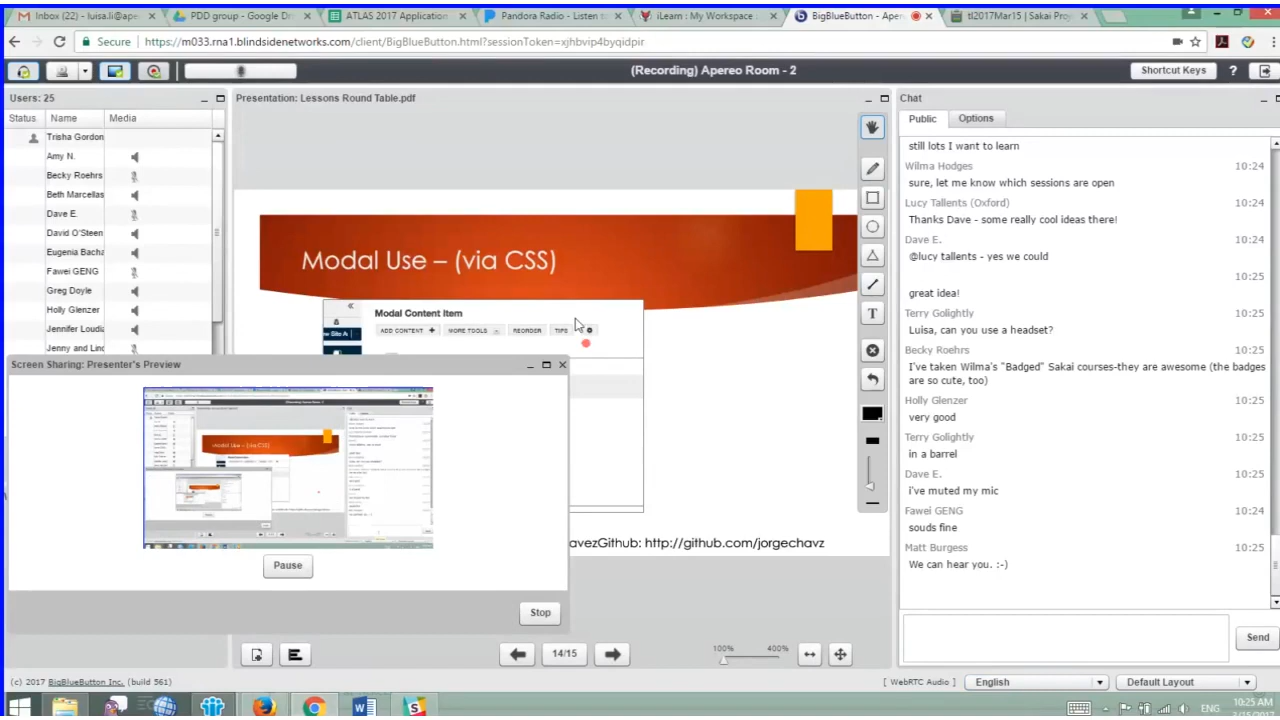 Inbox (22) - luisa.li@ape
PDD group - Google D
ATLAS 2017 Application
Pandora Radio - Listen t
iLearn : My Workspace
BigBlueButton - Aper
tl2017Mar15 | Sakai Proj
Secure
https://m033.rna1.blindsidenetworks.com/client/BigBlueButton.html?sessionToken=xjhbvip4byqidpir
(Recording) Apereo Room - 2
Shortcut Keys
?
Users: 25
Status Name Media
Trisha Gordon
Amy N.
Becky Roehrs
Beth Marcellas
Dave E.
David O'Steen
Eugenia Bacha
Fawei GENG
Greg Doyle
Holly Glenzer
Jennifer Loudia
Jenny and Linc
Presentation: Lessons Round Table.pdf
Modal Use – (via CSS)
Modal Content Item
ADD CONTENT
MORE TOOLS
REORDER
TIPS
avezGithub: http://github.com/jorgechavz
T
Screen Sharing: Presenter's Preview
Pause
Stop
14/15
100% 400%
Chat
Public Options
still lots I want to learn
Wilma Hodges 10:24
sure, let me know which sessions are open
Lucy Tallents (Oxford) 10:24
Thanks Dave - some really cool ideas there!
Dave E. 10:24
@lucy tallents - yes we could
10:25
great idea!
Terry Golightly 10:25
Luisa, can you use a headset?
Becky Roehrs 10:25
I've taken Wilma's "Badged" Sakai courses-they are awesome (the badges
are so cute, too)
Holly Glenzer 10:25
very good
Terry Golightly 10:25
in a barrel
Dave E. 10:25
i've muted my mic
Fawei GENG 10:24
souds fine
Matt Burgess 10:25
We can hear you. :-)
Send
(c) 2017 BigBlueButton Inc. (build 561)
[ WebRTC Audio ]
English
Default Layout
ENG
10:25 AM
3/15/2017